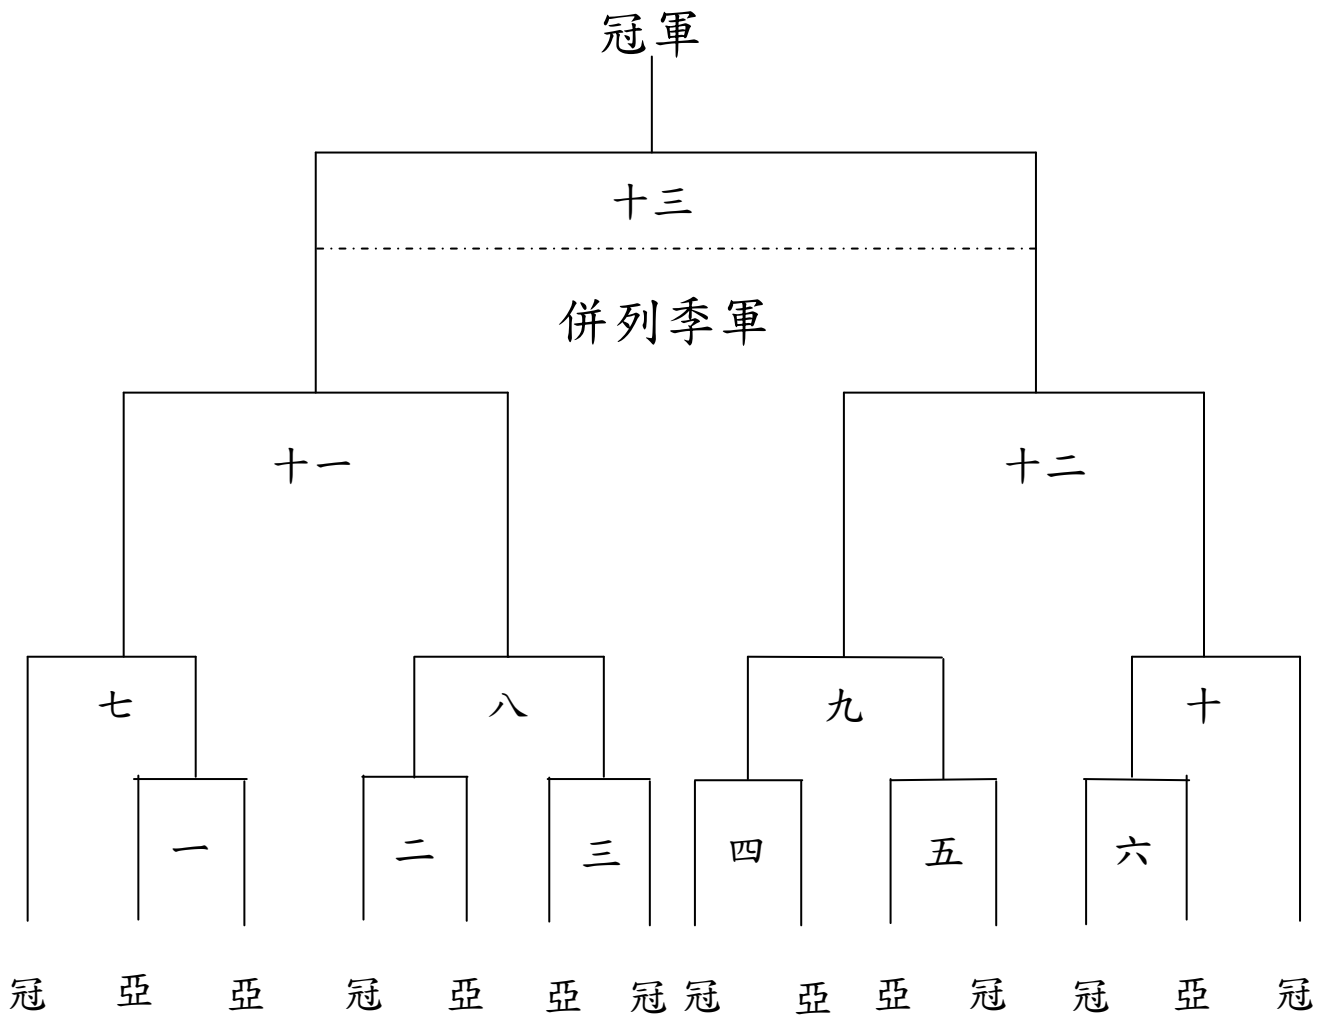 冠軍
十三
併列季軍
十一 十二
七 八 九 十
一 二 三 四 五 六
冠 亞 亞 冠 亞 亞 冠 冠 亞 亞 冠 冠 亞 冠